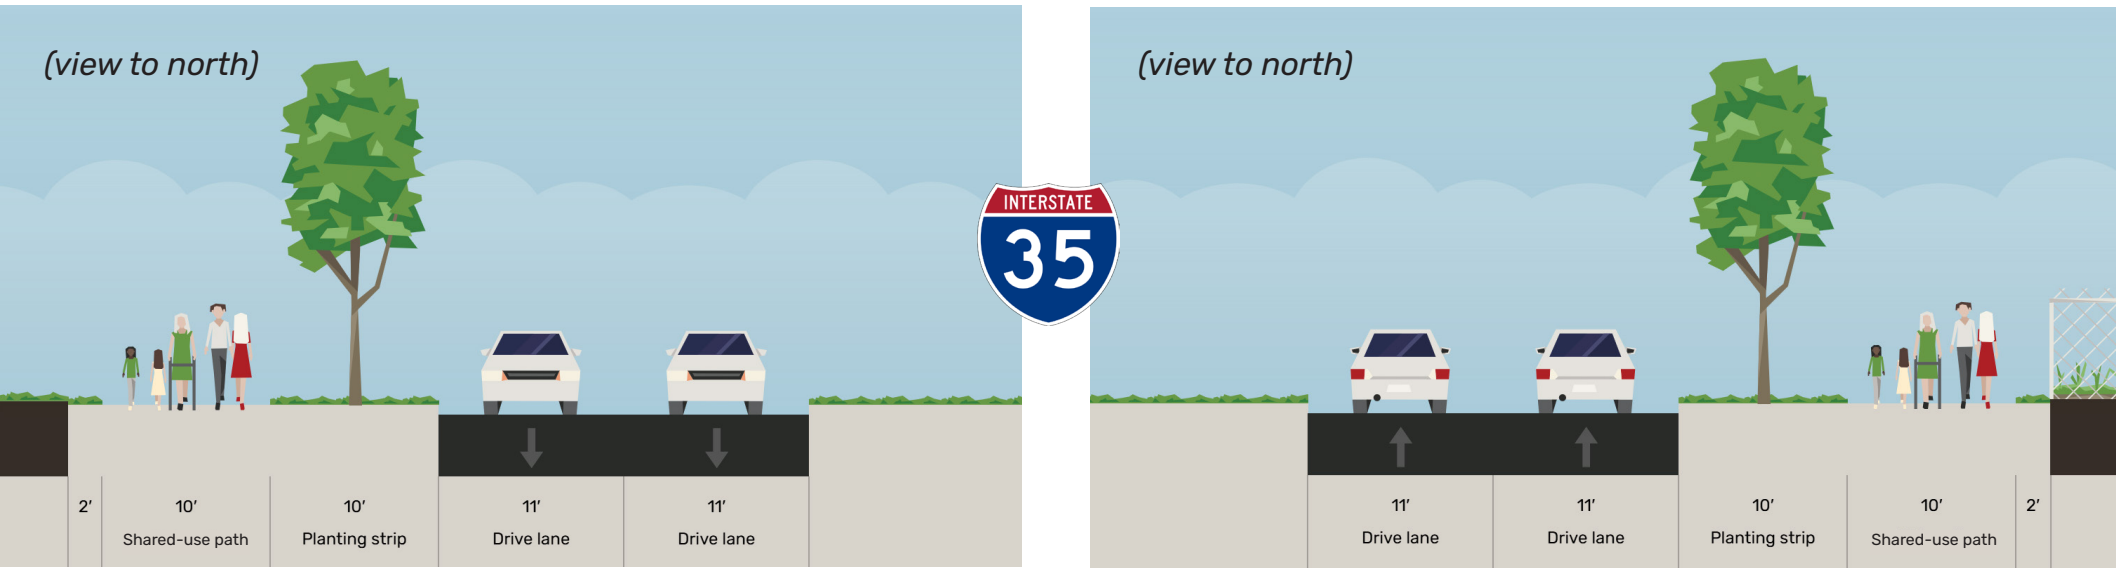 (view to north)
2′
10′
Shared-use path
10′
Planting strip
11′
Drive lane
11′
Drive lane
INTERSTATE
35
(view to north)
11′
Drive lane
11′
Drive lane
10′
Planting strip
10′
Shared-use path
2′